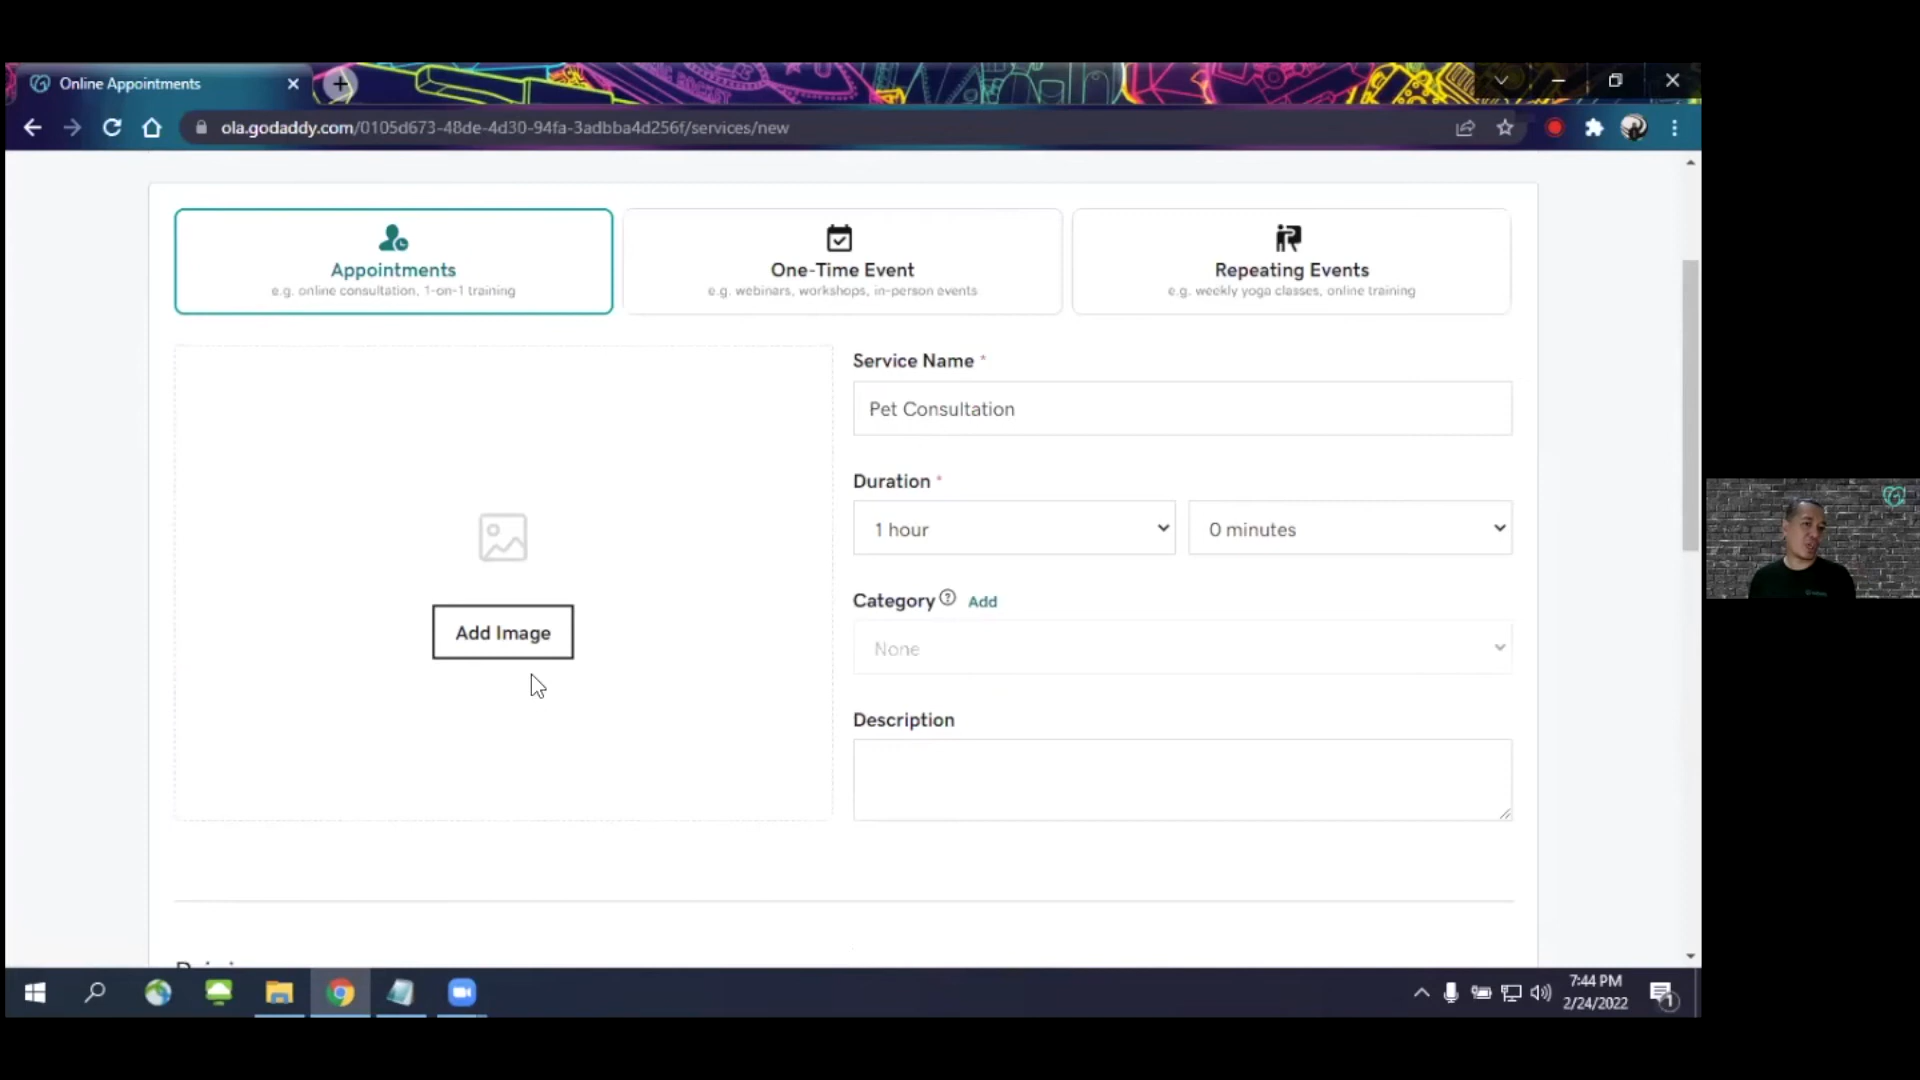 Online Appointments
ola.godaddy.com/0105d673-48de-4d30-94fa-3adbba4d256f/services/new
Appointments
e.g. online consultation, 1-on-1 training
One-Time Event
e.g. webinars, workshops, in-person events
Repeating Events
e.g. weekly yoga classes, online training
Service Name *
Pet Consultation
Duration *
1 hour
0 minutes
Category ? Add
None
Add Image
Description
7:44 PM
2/24/2022
1